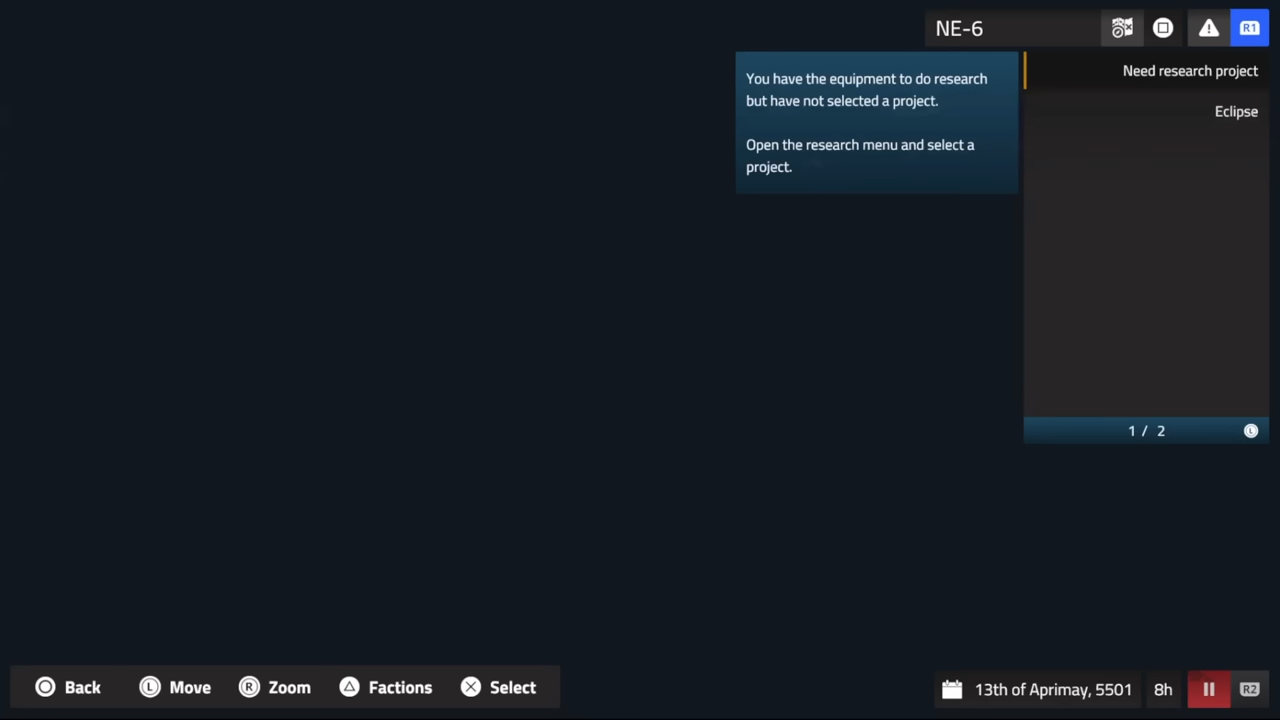 NE-6
R1
Need research project
You have the equipment to do research
but have not selected a project.
Open the research menu and select a
project.
Eclipse
1 / 2
L
Back
L Move
R Zoom
Factions
Select
13th of Aprimay, 5501
8h
R2